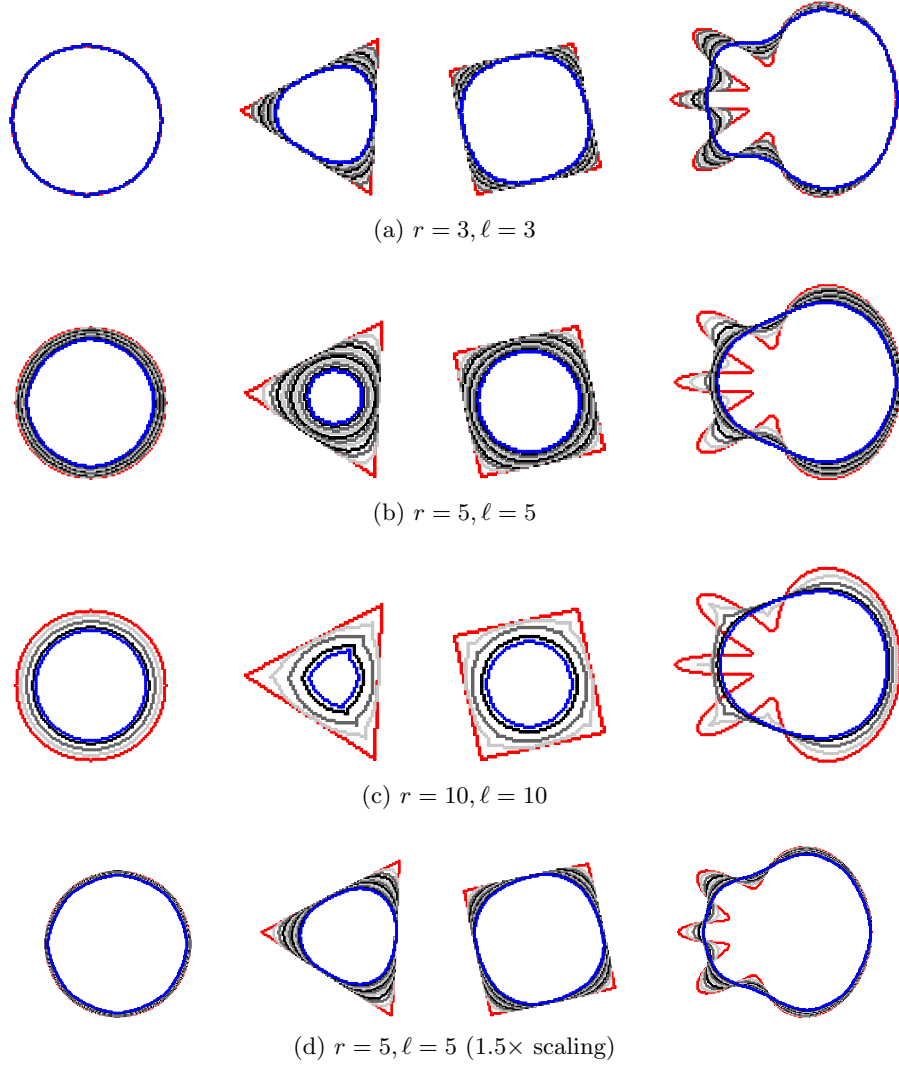 (a) r = 3, ℓ = 3
(b) r = 5, ℓ = 5
(c) r = 10, ℓ = 10
(d) r = 5, ℓ = 5 (1.5× scaling)